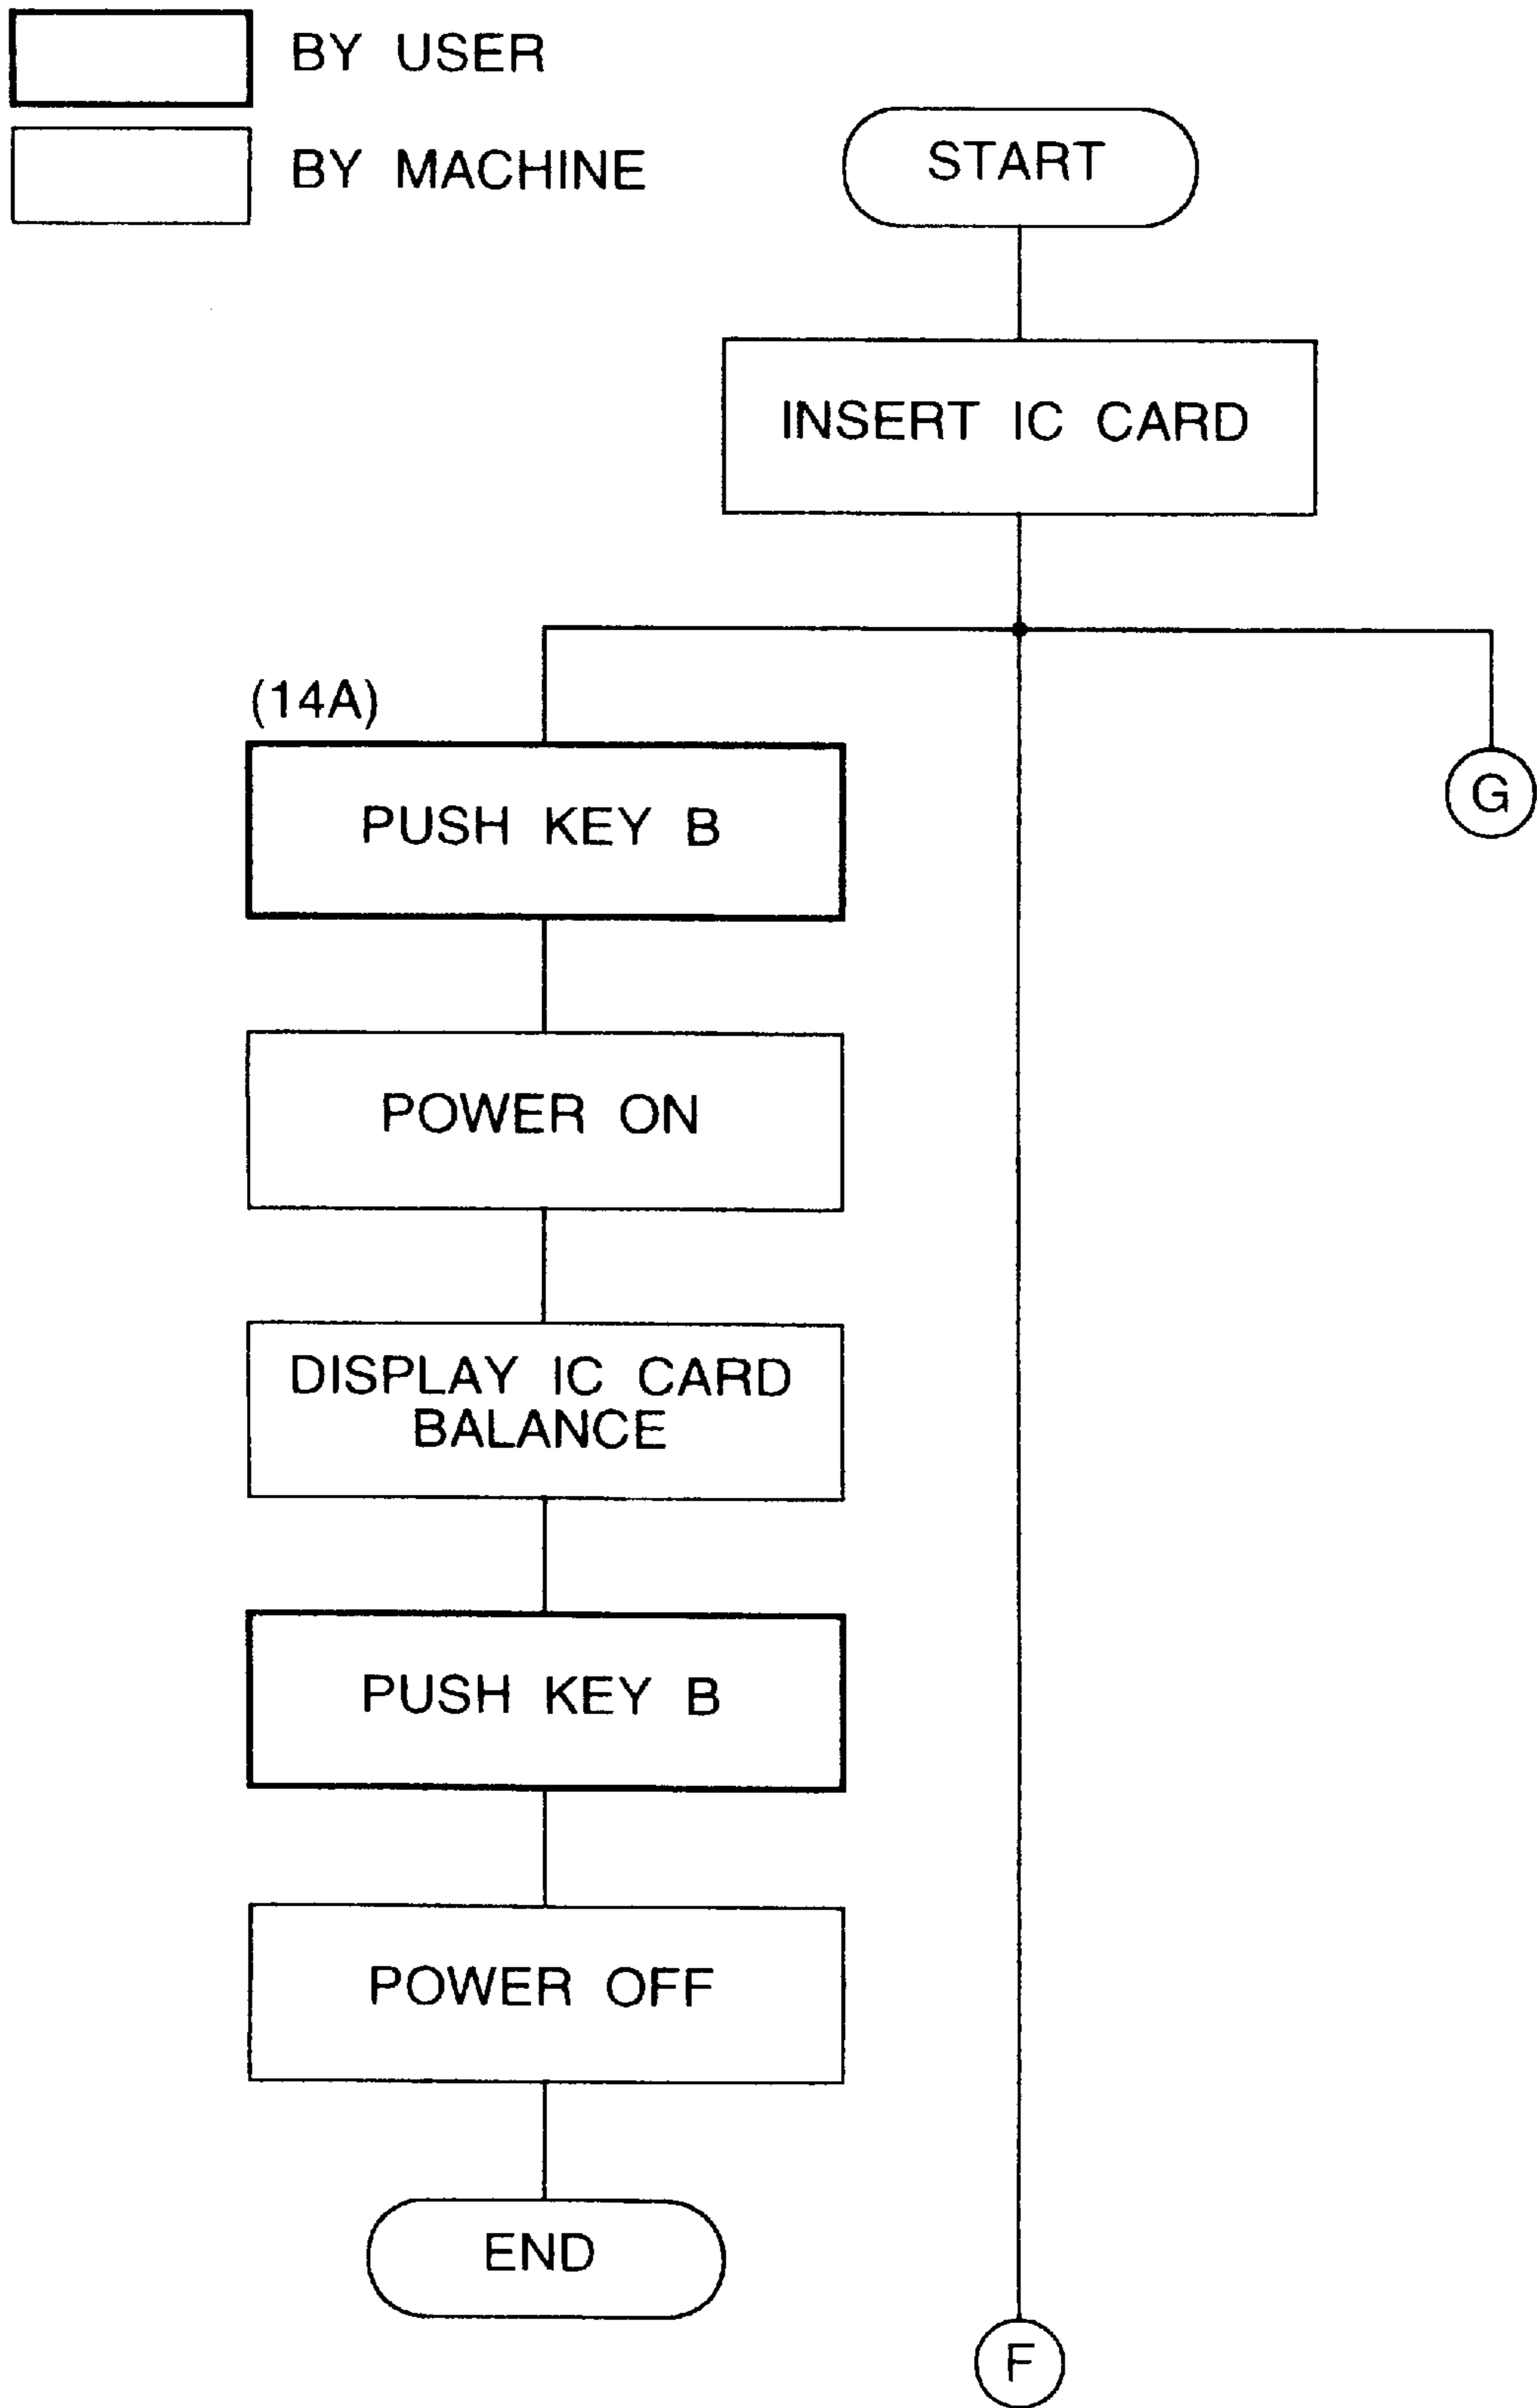 BY USER
BY MACHINE
START
INSERT IC CARD
(14A)
PUSH KEY B
G
POWER ON
DISPLAY IC CARD
BALANCE
PUSH KEY B
POWER OFF
END
F